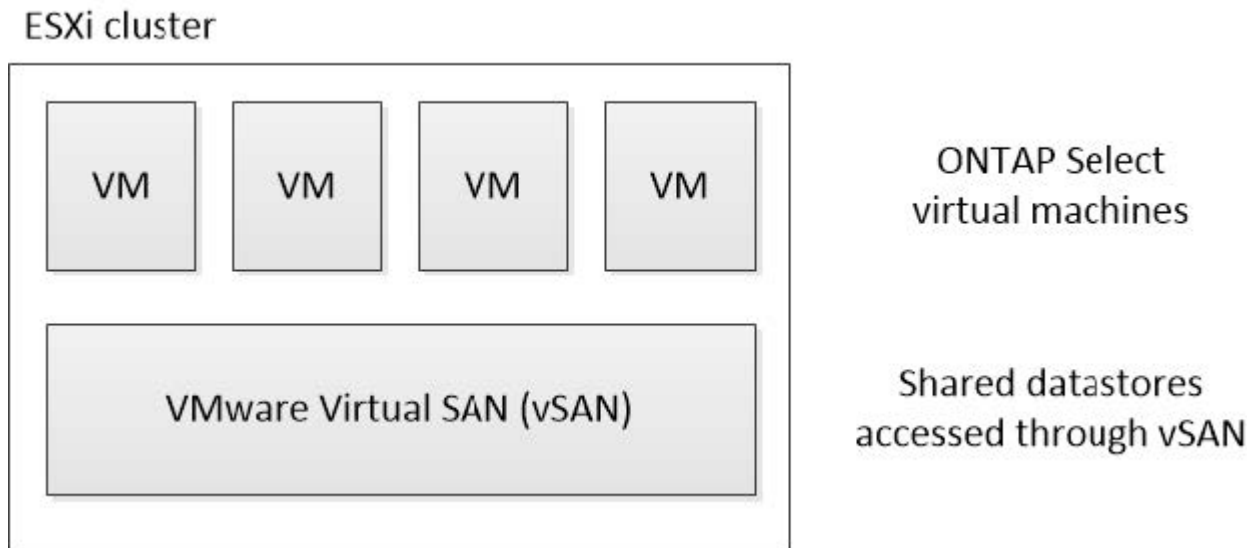 ESXi cluster
VM VM VM VM
ONTAP Select
virtual machines
VMware Virtual SAN (vSAN)
Shared datastores
accessed through vSAN